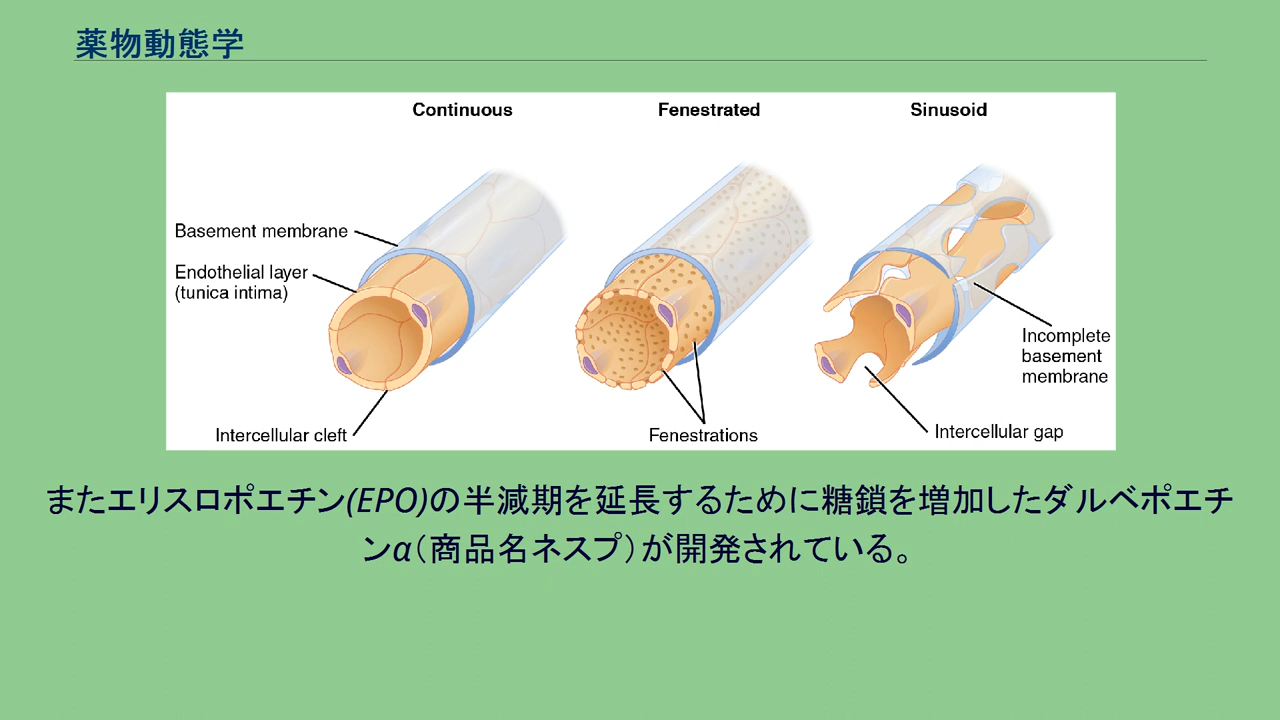 薬物動態学
Continuous
Fenestrated
Sinusoid
Basement membrane
Endothelial layer
(tunica intima)
Incomplete
basement
membrane
Intercellular cleft
Fenestrations
Intercellular gap
またエリスロポエチン(EPO)の半減期を延長するために糖鎖を増加したダルベポエチ
ンα（商品名ネスプ）が開発されている。